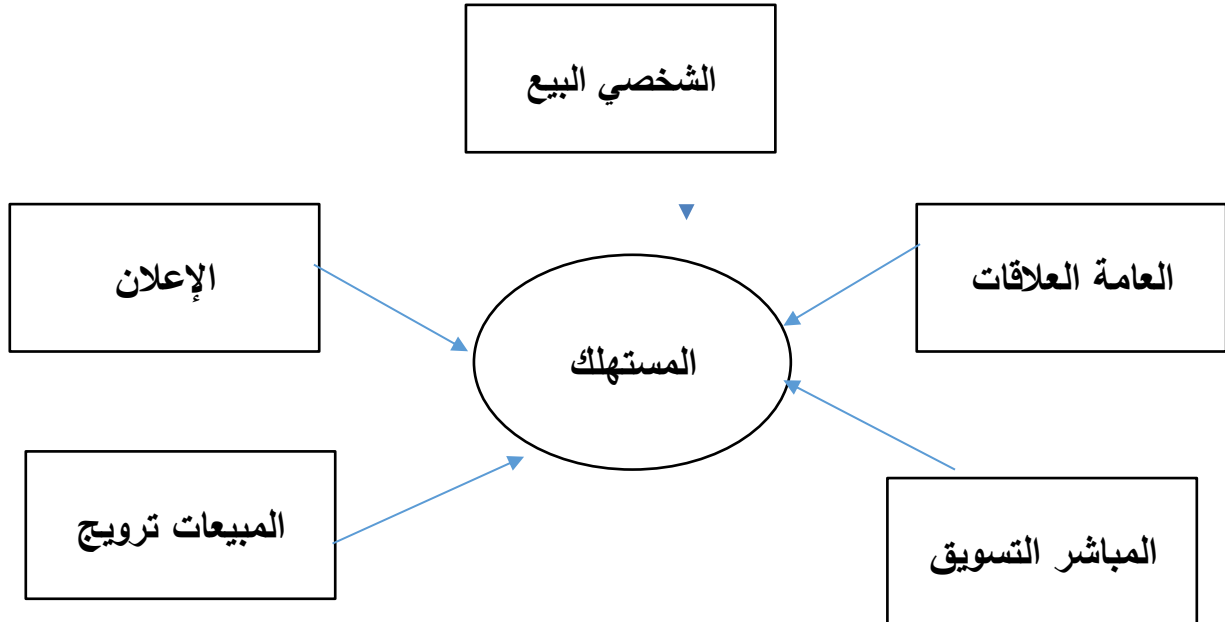 الشخصي البيع
الإعلان
العامة العلاقات
المستهلك
المبيعات ترويج
المباشر التسويق